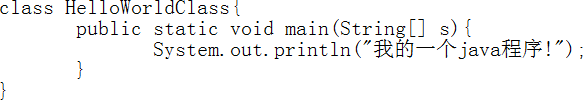 class HelloWorldClass{
        public static void main(String[] s){
                System.out.println("我的一个java程序!");
        }
}